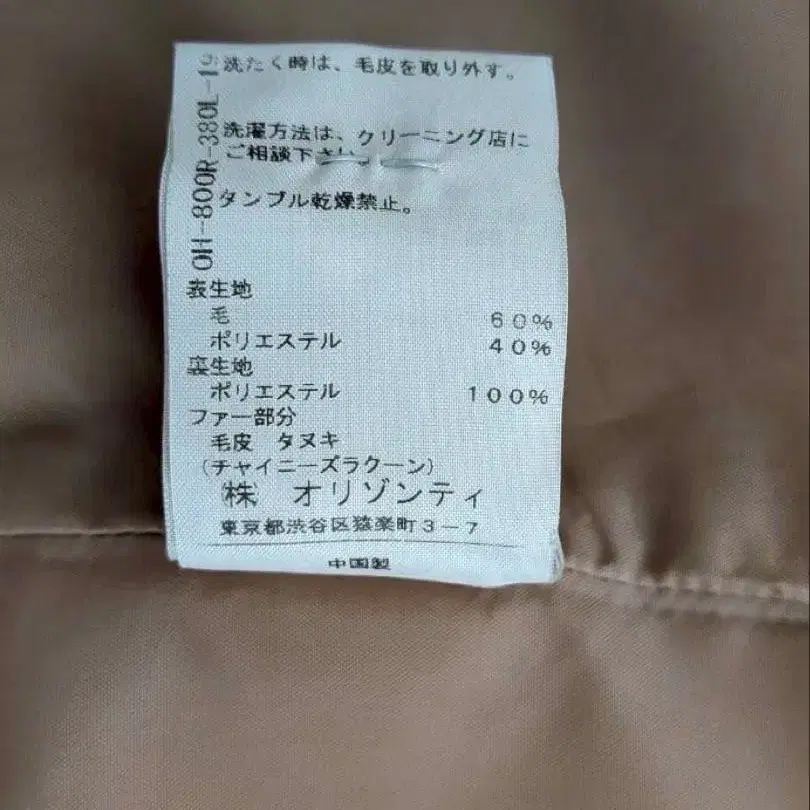 洗たく時は、毛皮を取り外す。
洗濯方法は、クリーニング店に
ご相談下さい。
タンブル乾燥禁止。
OH-800R-380L-19
表生地
毛 60%
ポリエステル 40%
裏生地
ポリエステル 100%
ファー部分
毛皮 タヌキ
(チャイニーズラクーン)
(株) オリゾンティ
東京都渋谷区猿楽町3-7
中国製